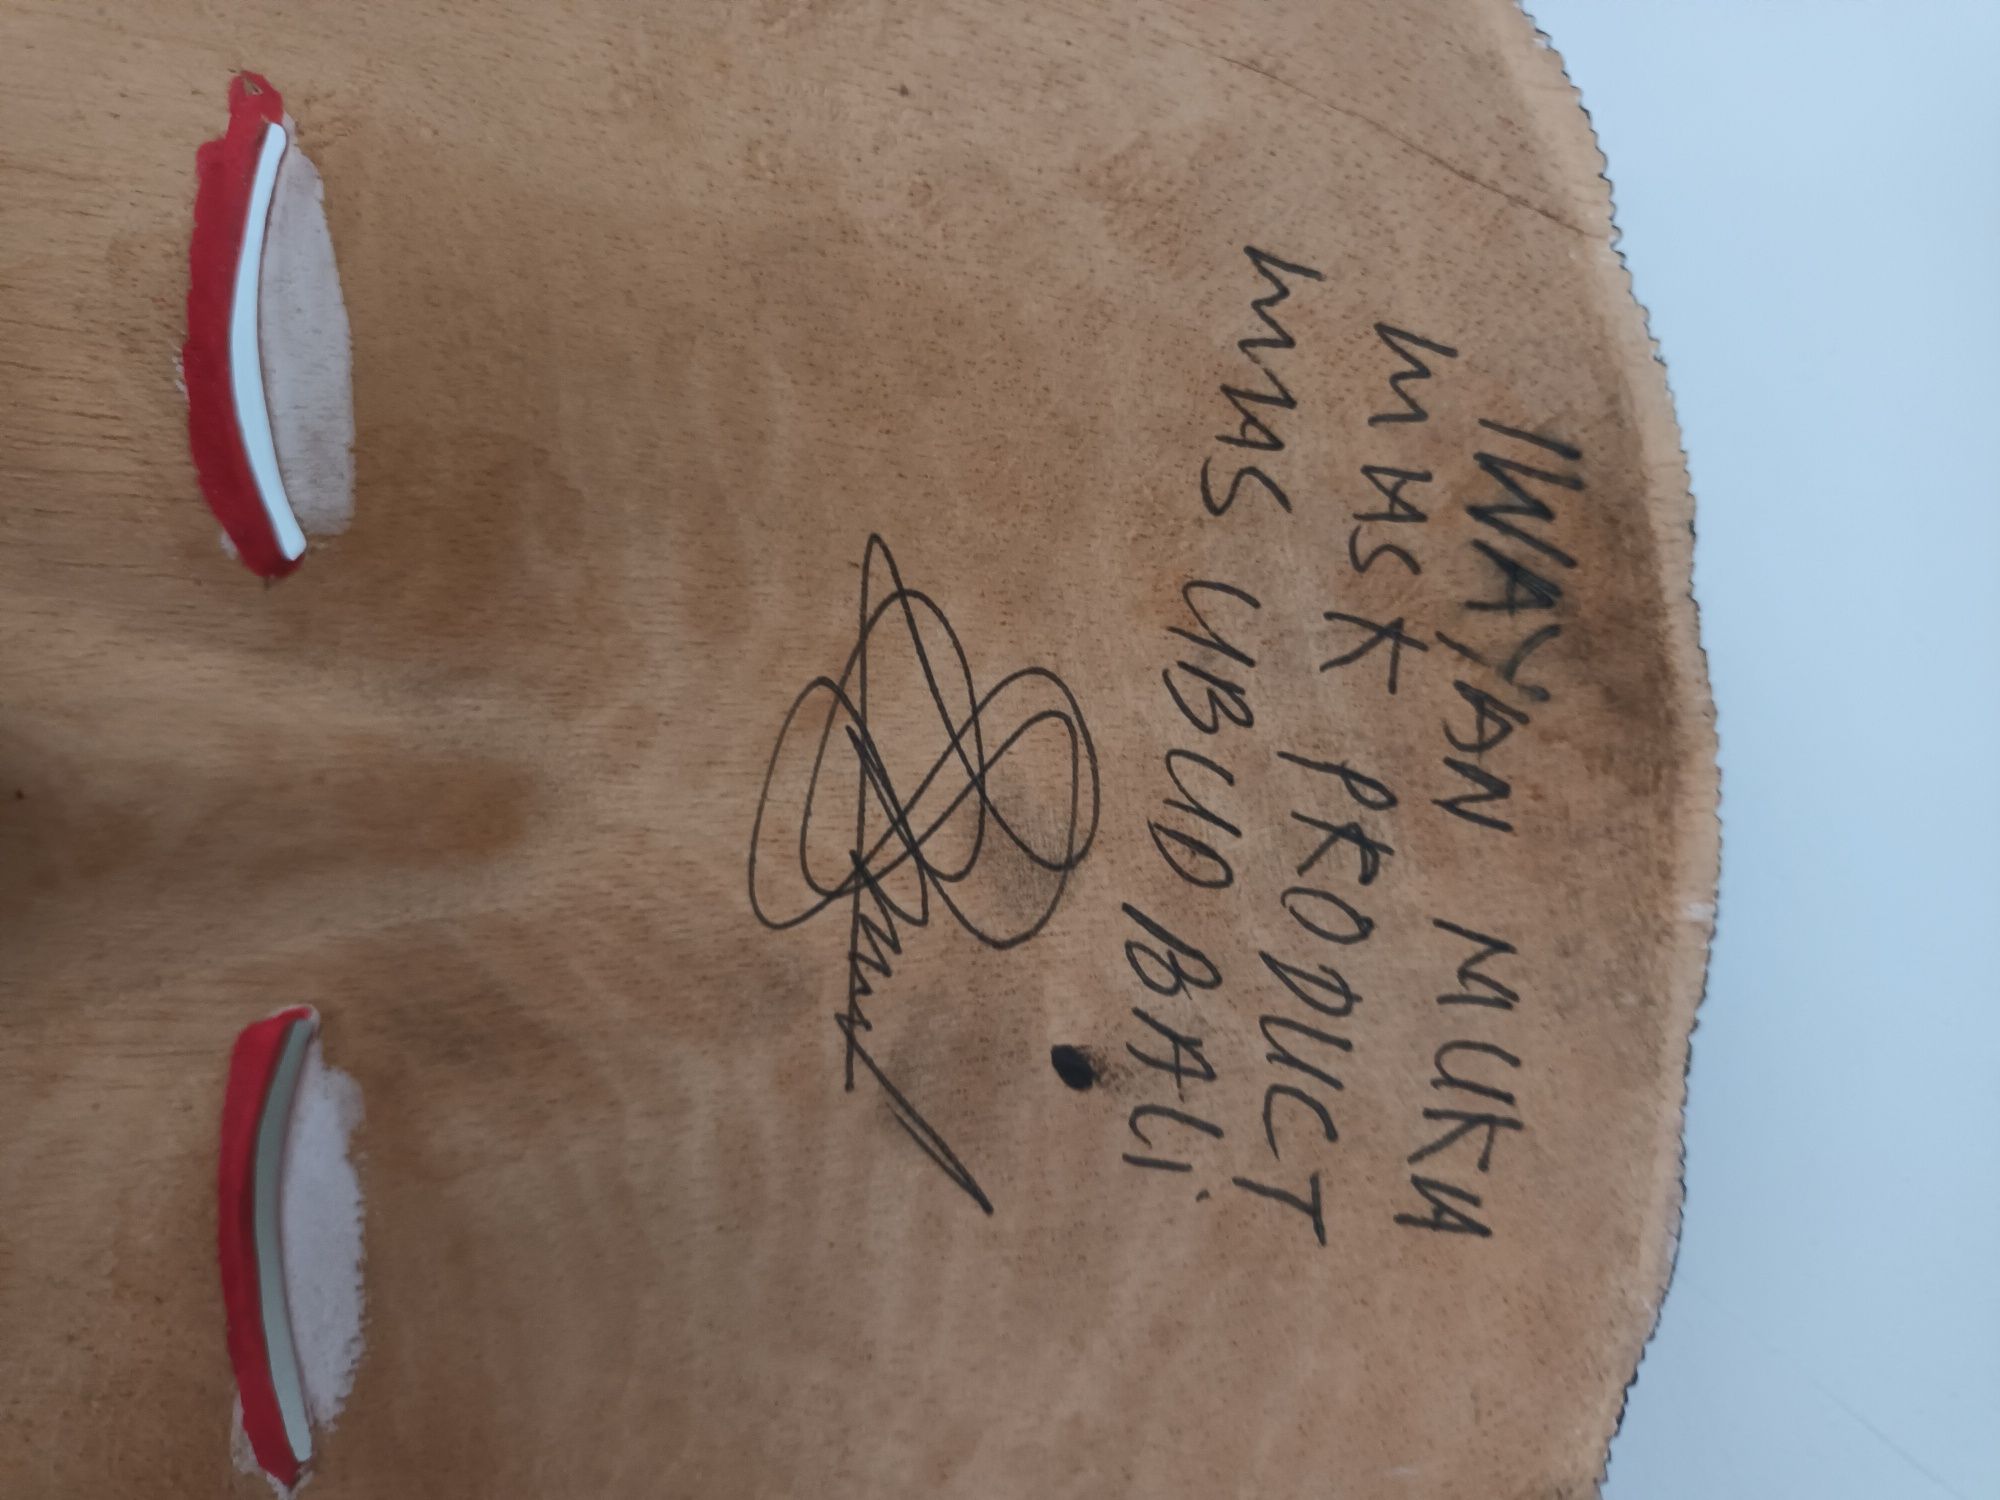 IWAYAN MUKA
MASK PRODUCT
MAS UBUD BALI